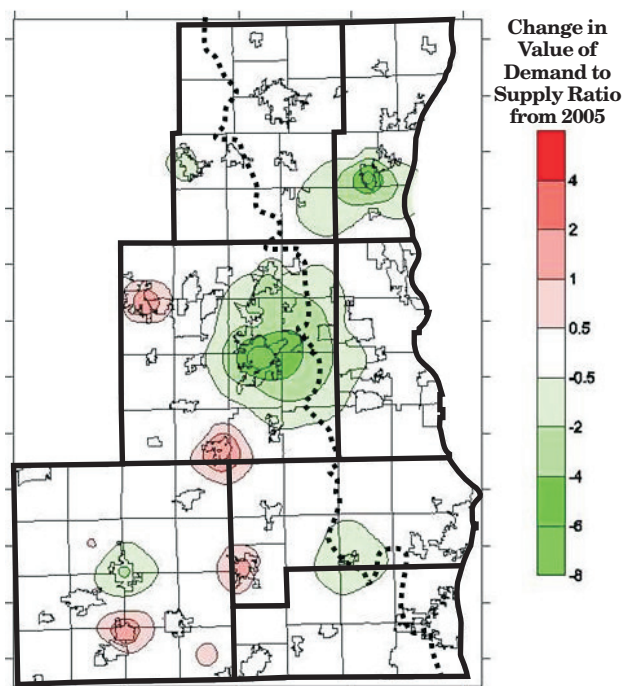 Change in
Value of
Demand to
Supply Ratio
from 2005
4
2
1
0.5
-0.5
-2
-4
-6
-8